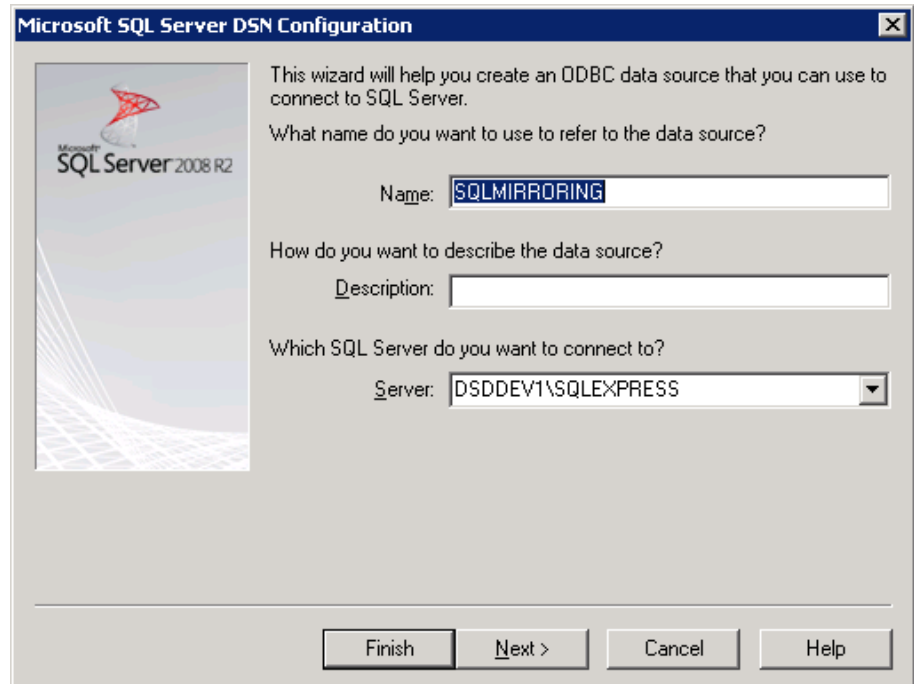 Microsoft SQL Server DSN Configuration
This wizard will help you create an ODBC data source that you can use to
connect to SQL Server.
What name do you want to use to refer to the data source?
Microsoft
SQL Server 2008 R2
Name: SQLMIRRORING
How do you want to describe the data source?
Description:
Which SQL Server do you want to connect to?
Server: DSDDEV1\SQLEXPRESS
Finish Next > Cancel Help